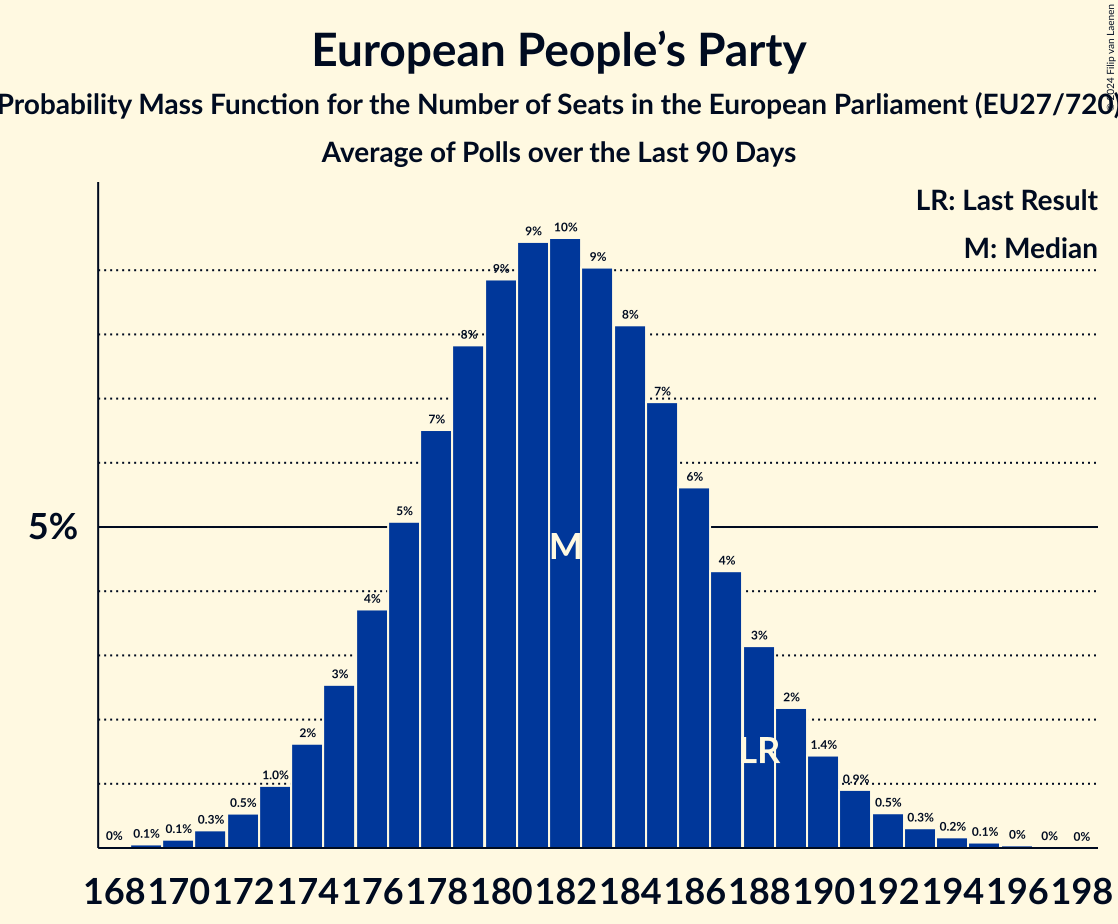 European People’s Party
Probability Mass Function for the Number of Seats in the European Parliament (EU27/720)
Average of Polls over the Last 90 Days
©2024 Filip van Laenen
LR: Last Result
M: Median
5%
0% 0.1% 0.1% 0.3% 0.5% 1.0% 2% 3% 4% 5% 7% 8% 9% 9% 10% 9% 8% 7% 6% 4% 3% 2% 1.4% 0.9% 0.5% 0.3% 0.2% 0.1% 0% 0% 0%
M
LR
168 170 172 174 176 178 180 182 184 186 188 190 192 194 196 198